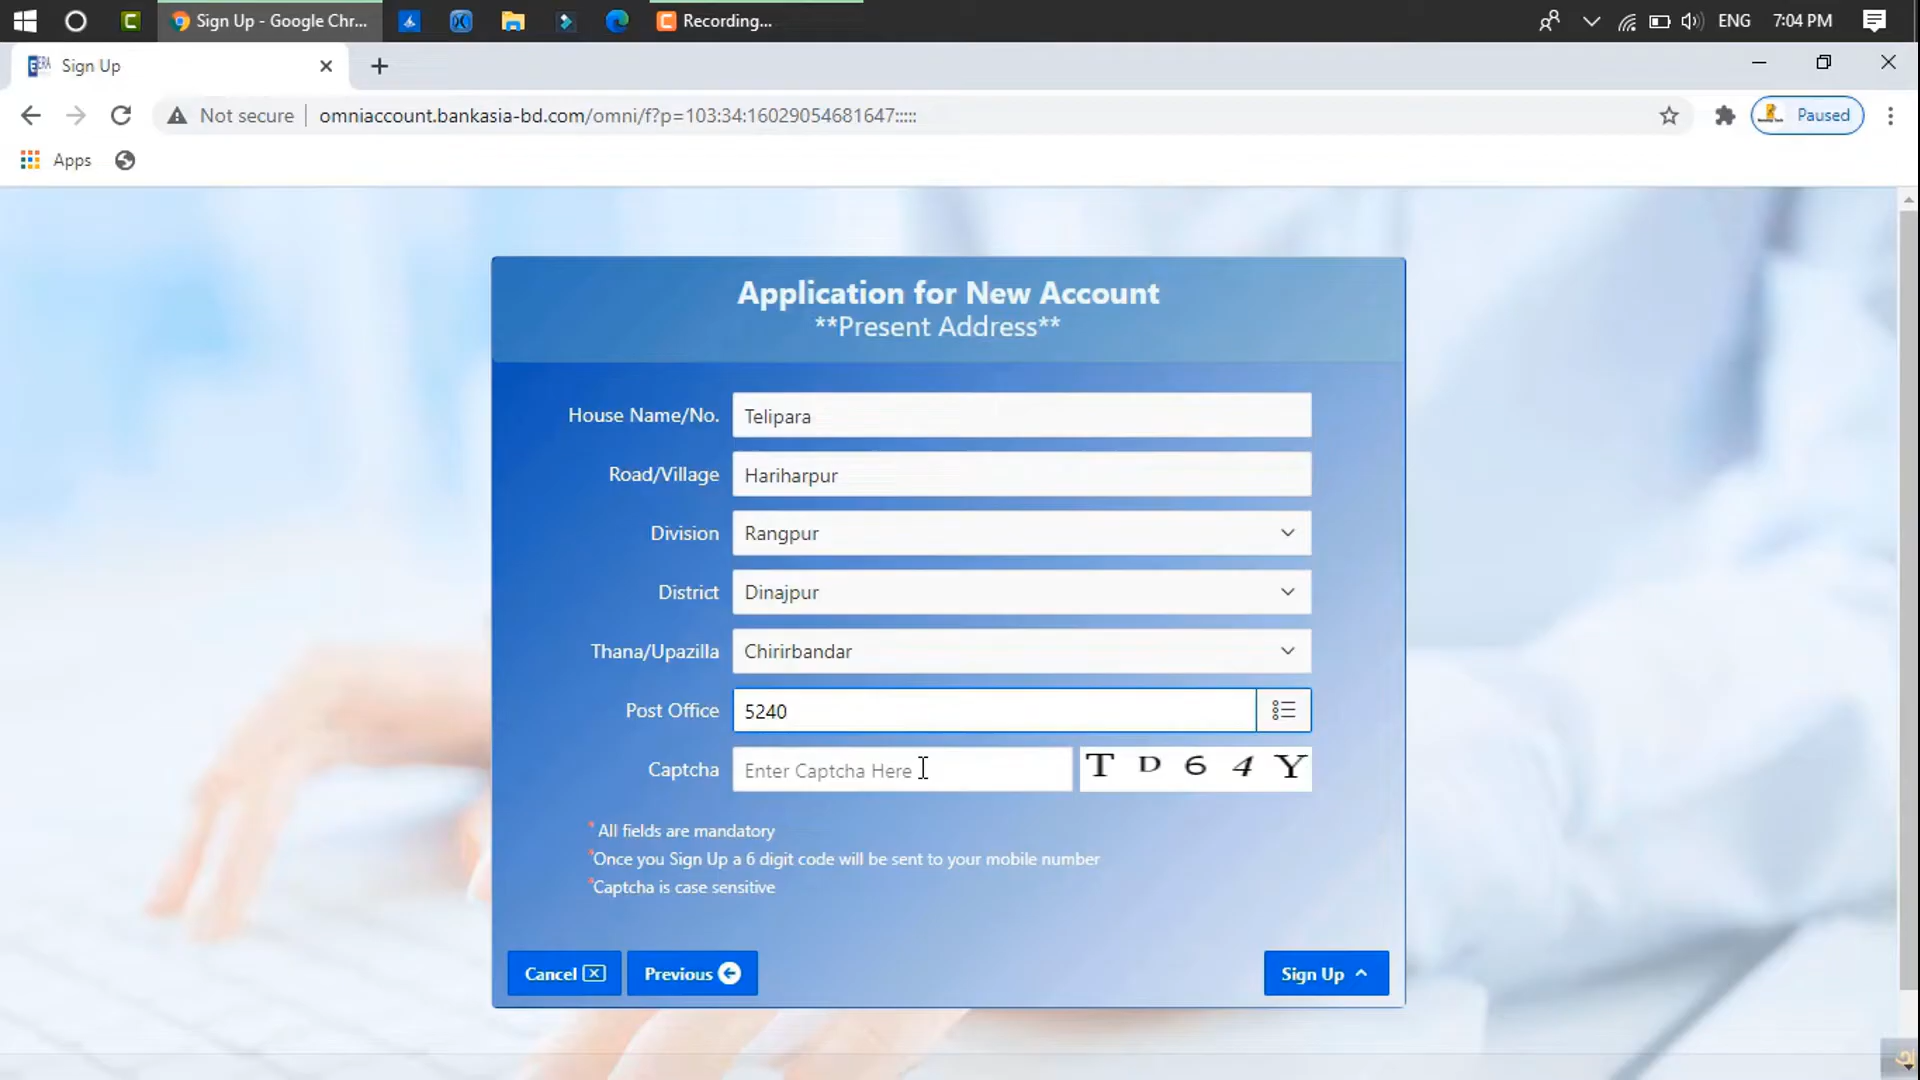 Sign Up - Google Chr...
Recording...
ENG
7:04 PM
Sign Up
Not secure
omniaccount.bankasia-bd.com/omni/f?p=103:34:16029054681647:::::
Paused
Apps
Application for New Account
**Present Address**
House Name/No.
Telipara
Road/Village
Hariharpur
Division
Rangpur
District
Dinajpur
Thana/Upazilla
Chirirbandar
Post Office
5240
Captcha
Enter Captcha Here
T D 6 4 Y
* All fields are mandatory
*Once you Sign Up a 6 digit code will be sent to your mobile number
*Captcha is case sensitive
Cancel
Previous
Sign Up